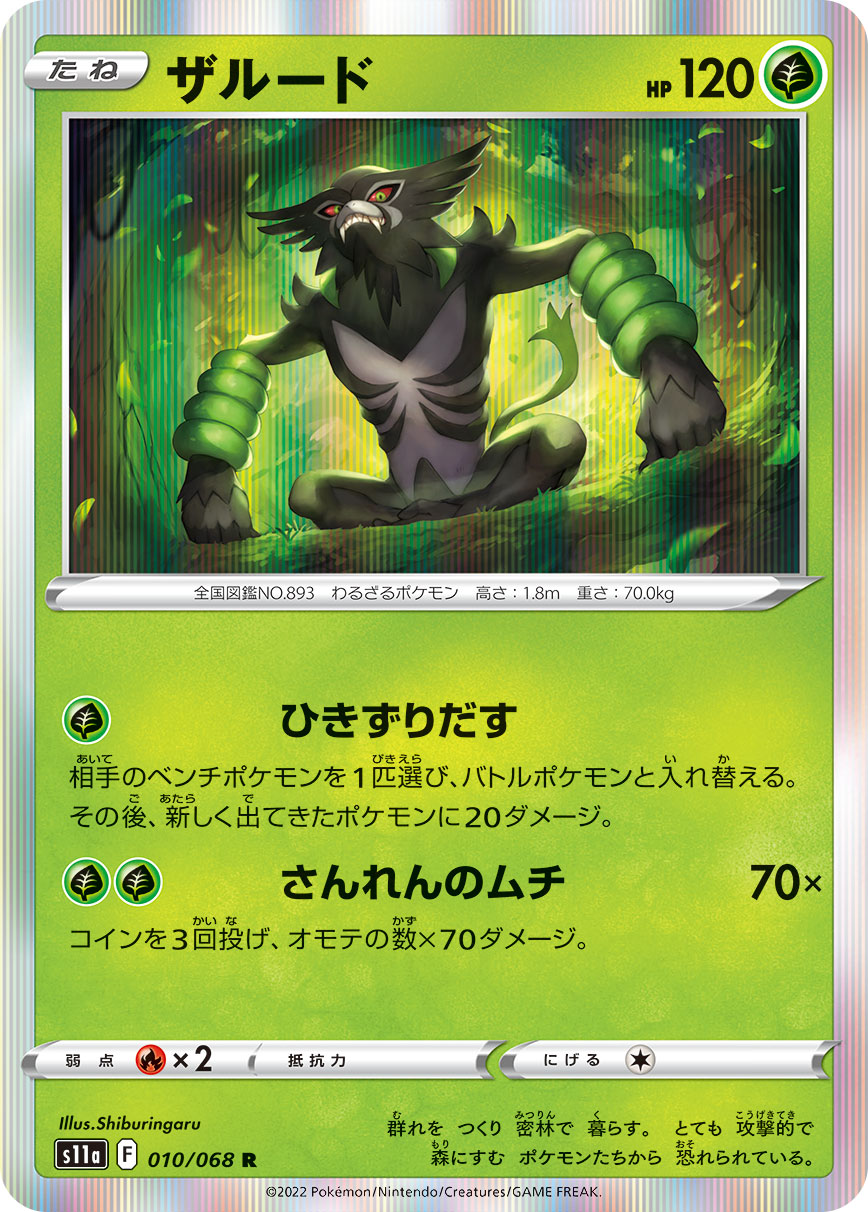 たね ザルード HP 120
全国図鑑NO.893 わるざるポケモン 高さ:1.8m 重さ:70.0kg
ひきずりだす
相手のベンチポケモンを1匹選び、バトルポケモンと入れ替える。
その後、新しく出てきたポケモンに20ダメージ。
さんれんのムチ 70×
コインを3回投げ、オモテの数×70ダメージ。
弱点 ×2 抵抗力 にげる
Illus.Shiburingaru
群れを つくり 密林で 暮らす。 とても 攻撃的で
森にすむ ポケモンたちから 恐れられている。
s11a F 010/068 R
©2022 Pokémon/Nintendo/Creatures/GAME FREAK.